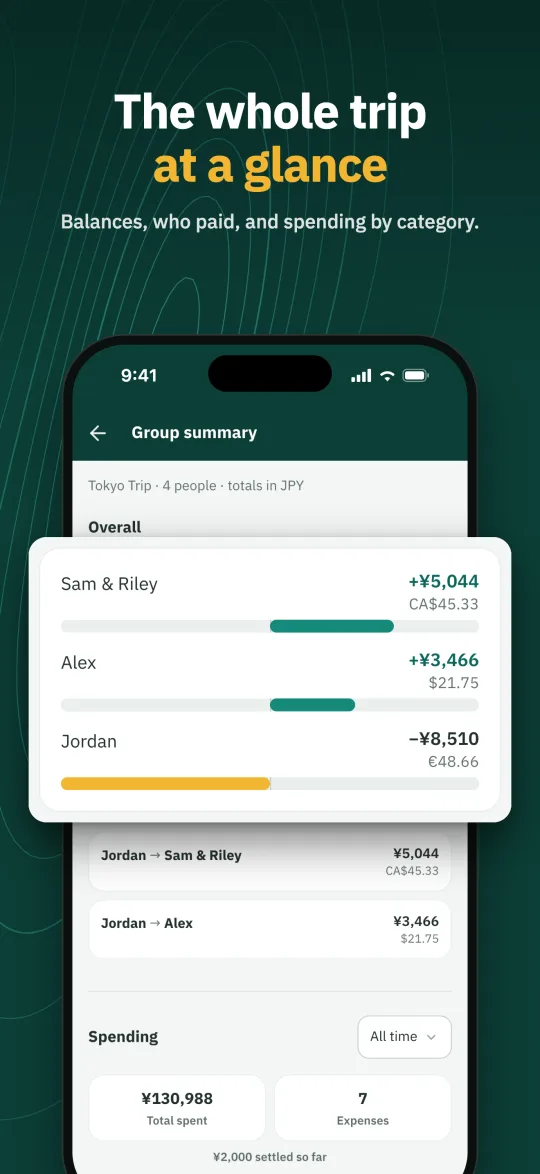 The whole trip
at a glance
Balances, who paid, and spending by category.
9:41
Group summary
Tokyo Trip · 4 people · totals in JPY
Overall
Sam & Riley +¥5,044
CA$45.33
Alex +¥3,466
$21.75
Jordan −¥8,510
€48.66
Jordan → Sam & Riley ¥5,044
CA$45.33
Jordan → Alex ¥3,466
$21.75
Spending All time
¥130,988 7
Total spent Expenses
¥2,000 settled so far